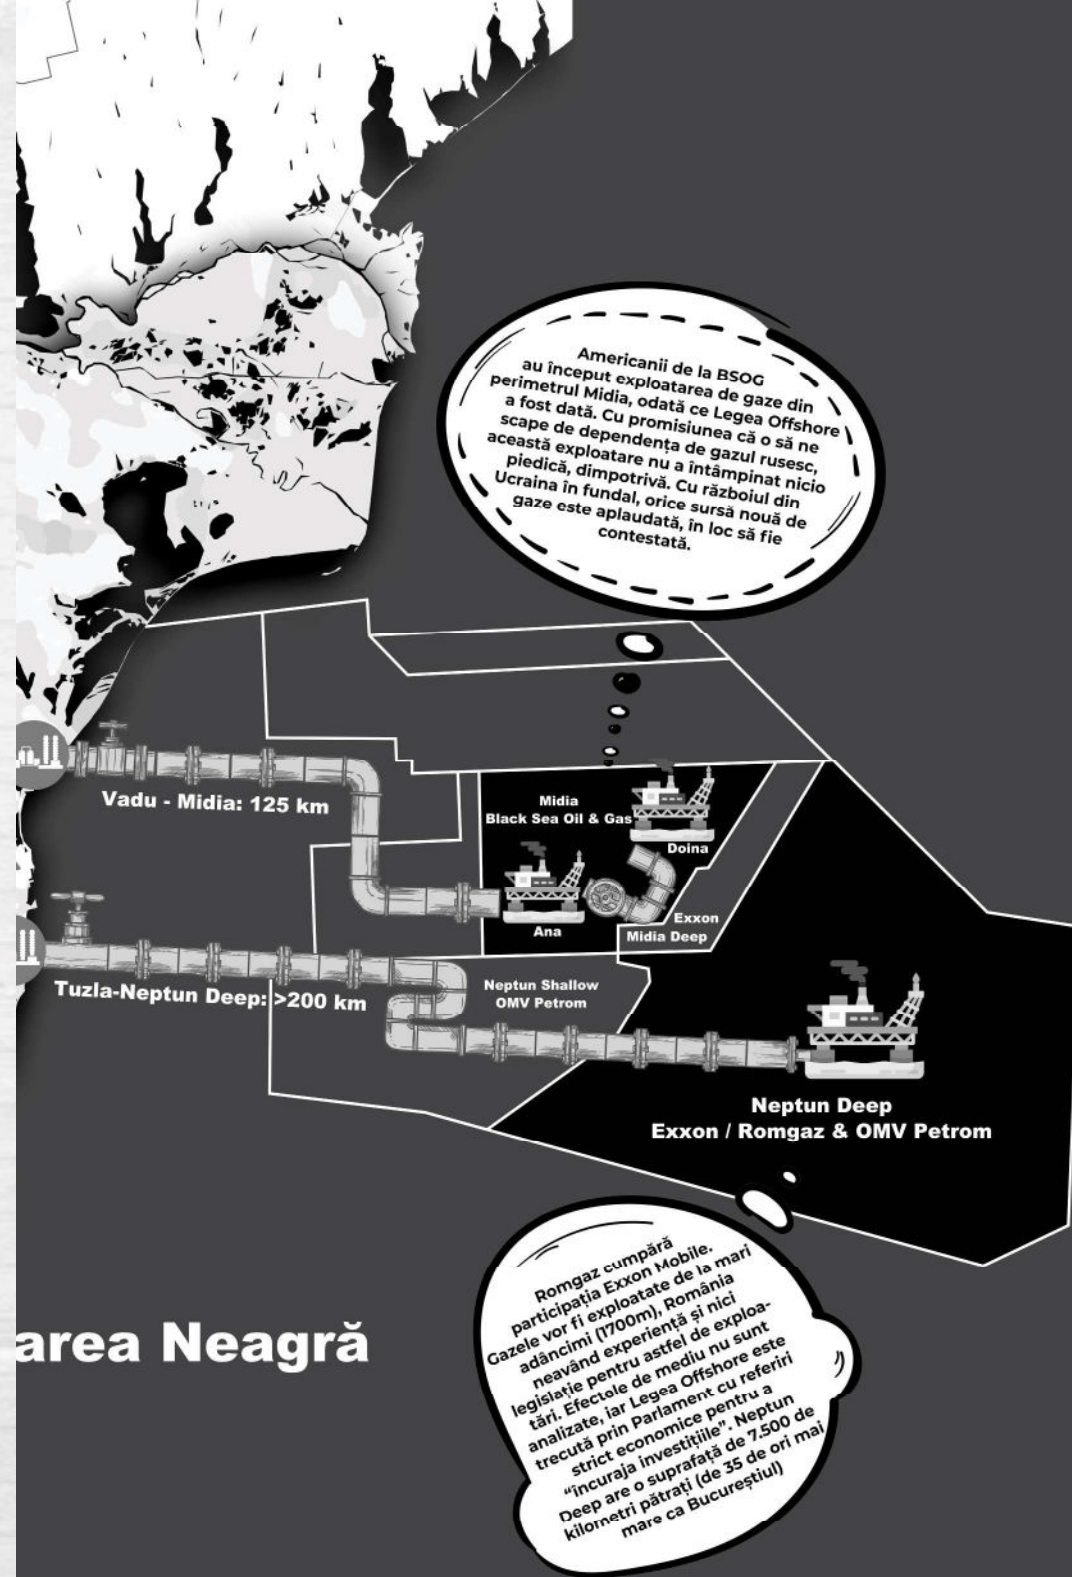 Americanii de la BSOG
au început exploatarea de gaze din
perimetrul Midia, odată ce Legea Offshore
a fost dată. Cu promisiunea că o să ne
scape de dependența de gazul rusesc,
această exploatare nu a întâmpinat nicio
piedică, dimpotrivă. Cu războiul din
Ucraina în fundal, orice sursă nouă de
gaze este aplaudată, în loc să fie
contestată.
Vadu - Midia: 125 km
Midia
Black Sea Oil & Gas
Doina
Ana
Exxon
Midia Deep
Tuzla-Neptun Deep: >200 km
Neptun Shallow
OMV Petrom
Neptun Deep
Exxon / Romgaz & OMV Petrom
area Neagră
Romgaz cumpără
participația Exxon Mobile.
Gazele vor fi exploatate de la mari
adâncimi (1700m), România
neavând experiență și nici
legislație pentru astfel de exploa-
tări. Efectele de mediu nu sunt
analizate, iar Legea Offshore este
trecută prin Parlament cu referiri
strict economice pentru a
“încuraja investițiile”. Neptun
Deep are o suprafață de 7.500 de
kilometri pătrați (de 35 de ori mai
mare ca Bucureștiul)